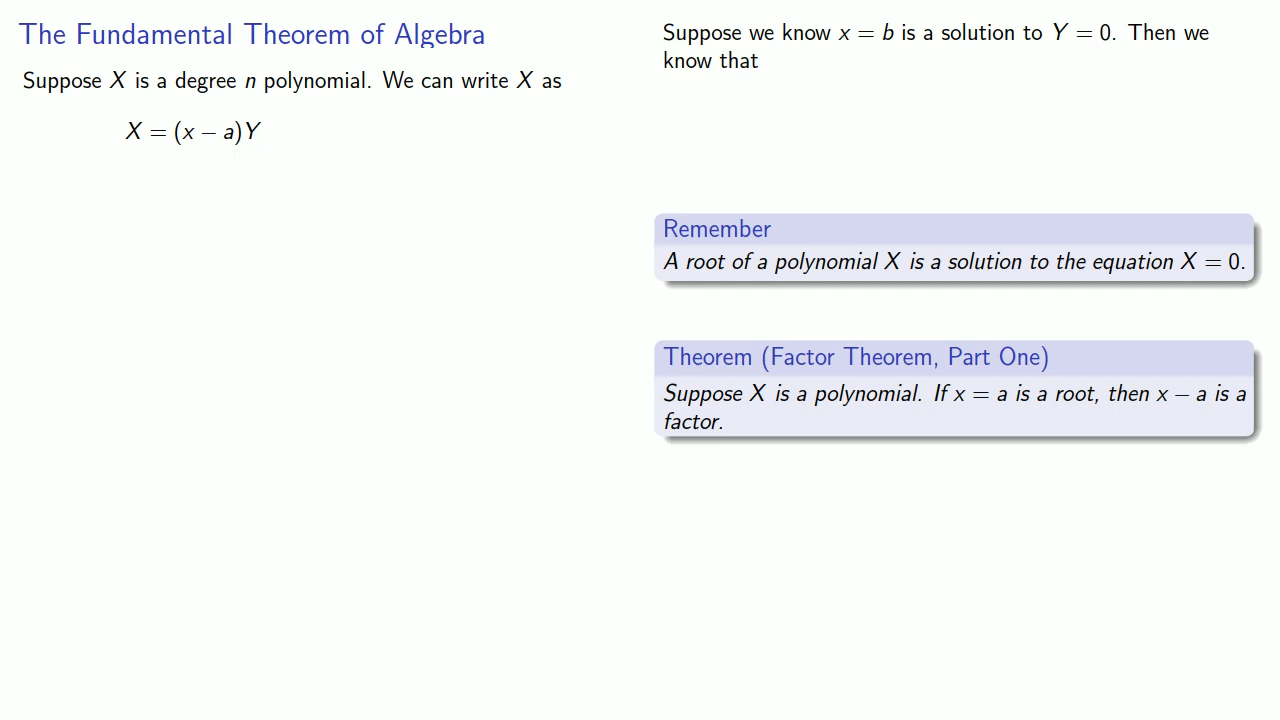 The Fundamental Theorem of Algebra
Suppose X is a degree n polynomial. We can write X as
X = (x − a)Y
Suppose we know x = b is a solution to Y = 0. Then we
know that
Remember
A root of a polynomial X is a solution to the equation X = 0.
Theorem (Factor Theorem, Part One)
Suppose X is a polynomial. If x = a is a root, then x − a is a
factor.